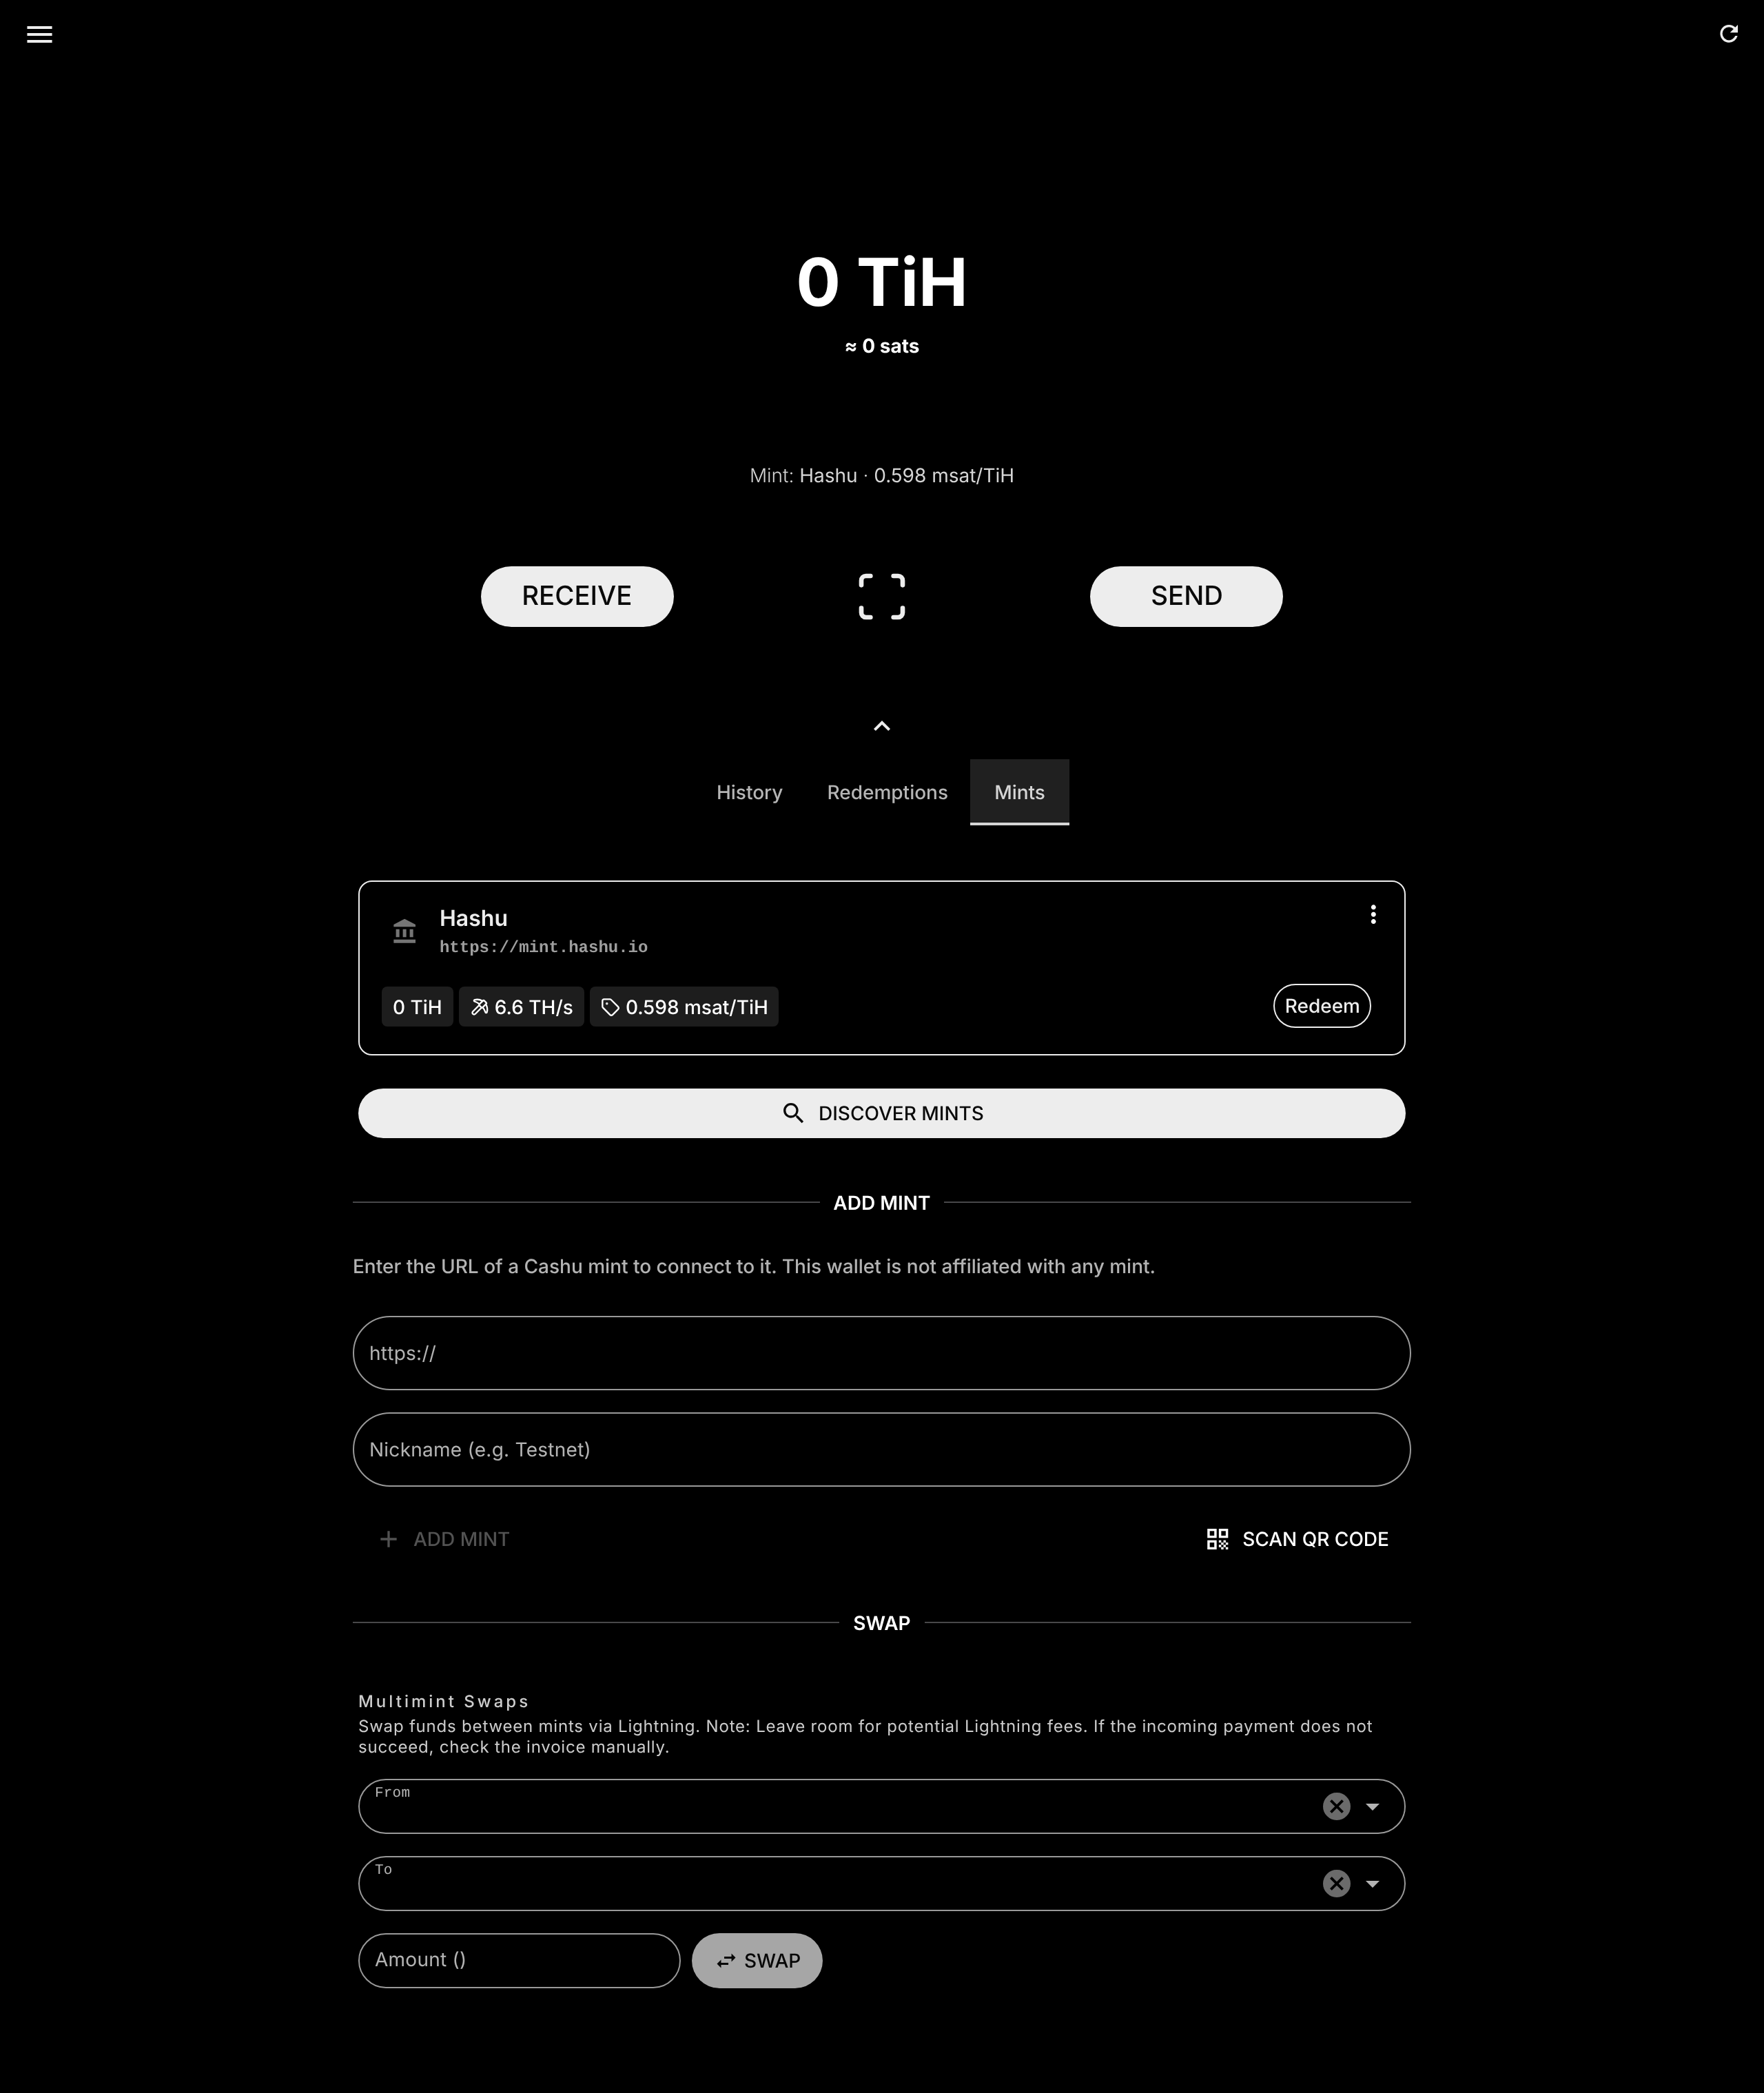 0 TiH
≈ 0 sats
Mint: Hashu · 0.598 msat/TiH
RECEIVE
SEND
History
Redemptions
Mints
Hashu
https://mint.hashu.io
0 TiH
6.6 TH/s
0.598 msat/TiH
Redeem
DISCOVER MINTS
ADD MINT
Enter the URL of a Cashu mint to connect to it. This wallet is not affiliated with any mint.
https://
Nickname (e.g. Testnet)
ADD MINT
SCAN QR CODE
SWAP
Multimint Swaps
Swap funds between mints via Lightning. Note: Leave room for potential Lightning fees. If the incoming payment does not
succeed, check the invoice manually.
From
To
Amount ()
SWAP